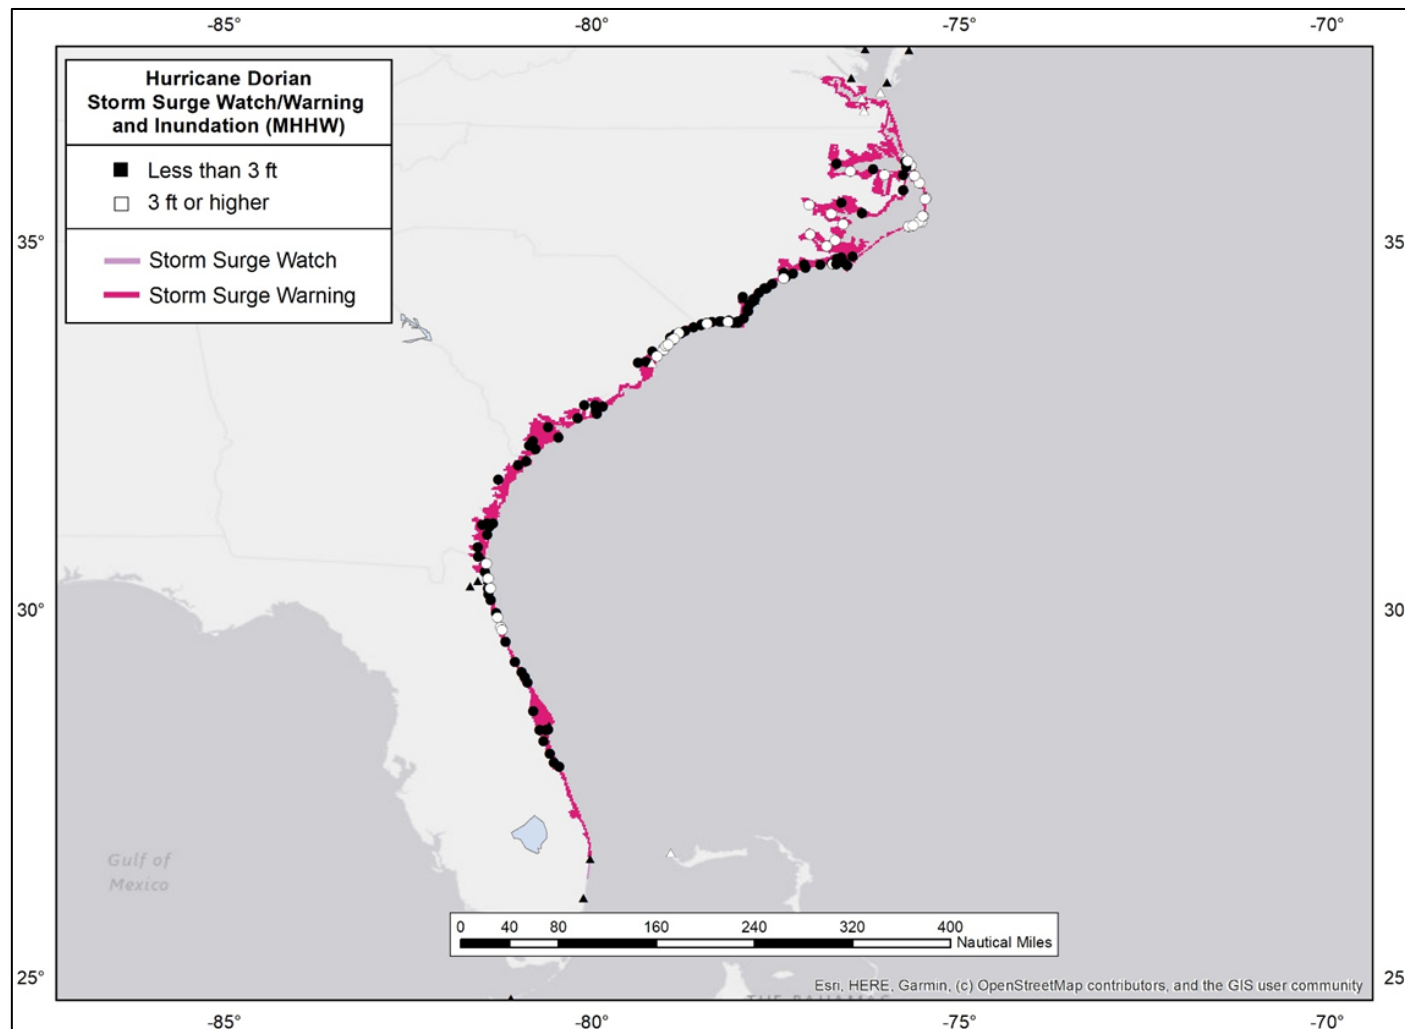 -85°
-80°
-75°
-70°
Hurricane Dorian
Storm Surge Watch/Warning
and Inundation (MHHW)
Less than 3 ft
3 ft or higher
Storm Surge Watch
Storm Surge Warning
35°
35
30°
30
Gulf of
Mexico
0 40 80 160 240 320 400
Nautical Miles
25°
25
Esri, HERE, Garmin, (c) OpenStreetMap contributors, and the GIS user community
THE BAHAMAS
-85°
-80°
-75°
-70°